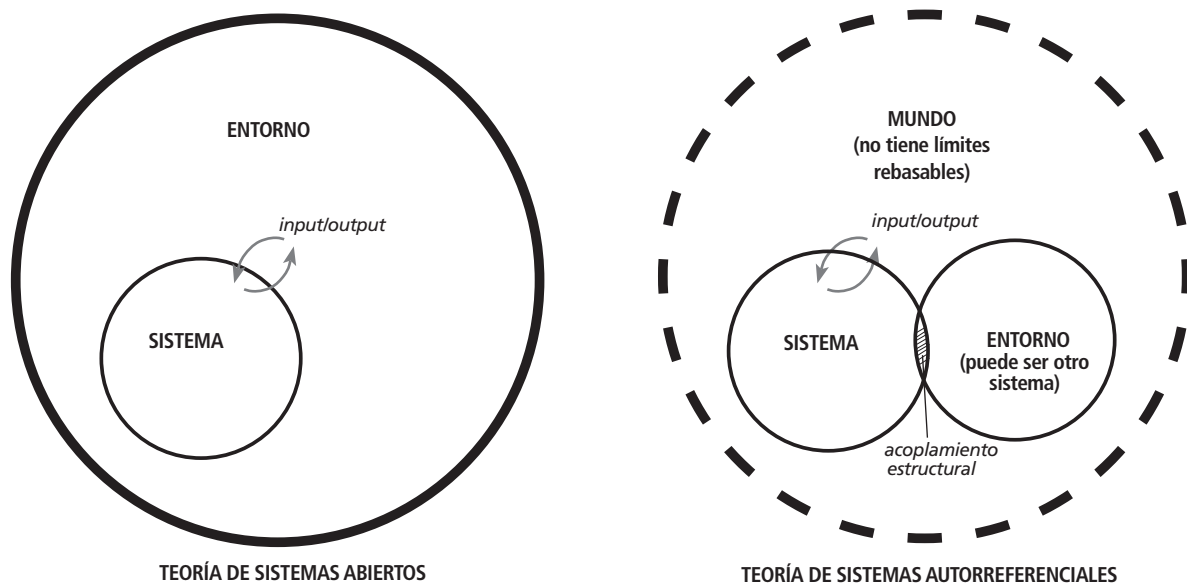 ENTORNO
input/output
SISTEMA
TEORÍA DE SISTEMAS ABIERTOS
MUNDO
(no tiene límites
rebasables)
input/output
SISTEMA
ENTORNO
(puede ser otro
sistema)
acoplamiento
estructural
TEORÍA DE SISTEMAS AUTORREFERENCIALES